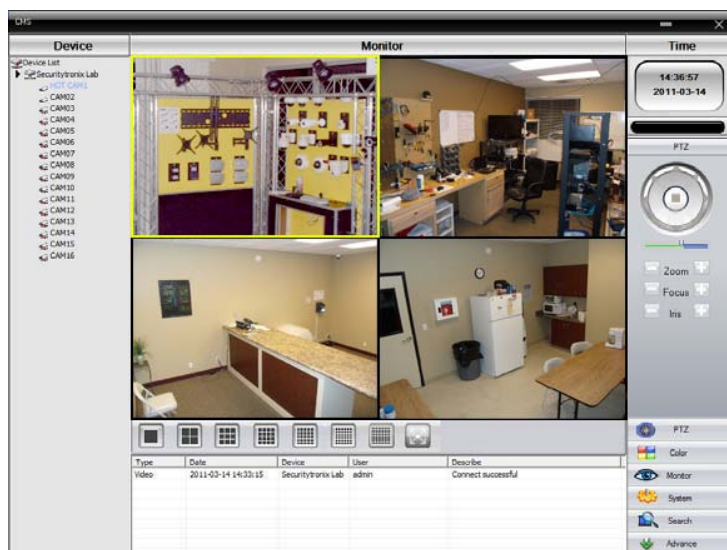 CMS
Device
Monitor
Time
Device List
Securitytronix Lab
HOT CAM1
CAM02
CAM03
CAM04
CAM05
CAM06
CAM07
CAM08
CAM09
CAM10
CAM11
CAM12
CAM13
CAM14
CAM15
CAM16
14:36:57
2011-03-14
PTZ
Zoom
Focus
Iris
PTZ
Color
Monitor
System
Search
Advance
Type Date Device User Describe
Video 2011-03-14 14:33:15 Securitytronix Lab admin Connect successful